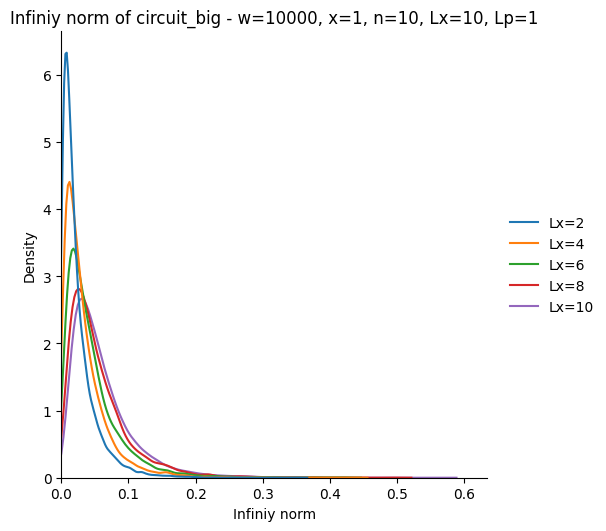 Infiniy norm of circuit_big - w=10000, x=1, n=10, Lx=10, Lp=1
6
5
4
3
2
1
0
Density
0.0 0.1 0.2 0.3 0.4 0.5 0.6
Infiniy norm
Lx=2
Lx=4
Lx=6
Lx=8
Lx=10